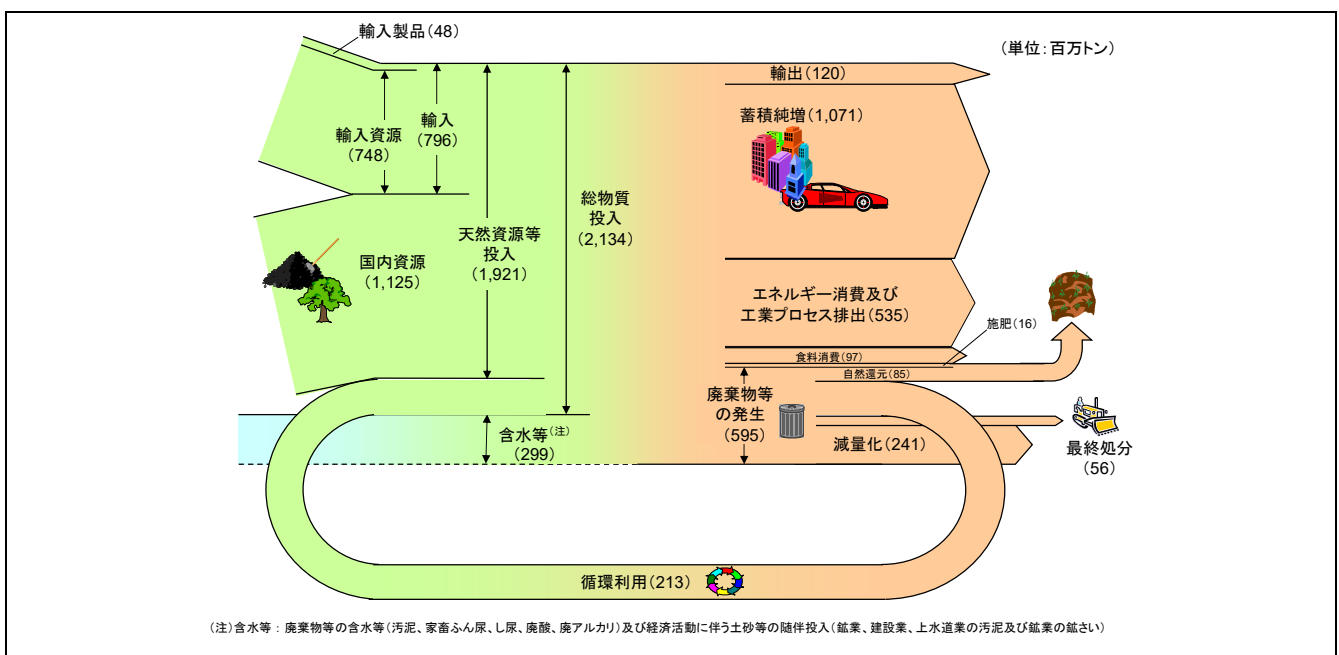 輸入製品(48)
(単位：百万トン)
輸出(120)
輸入資源
(748)
輸入
(796)
蓄積純増(1,071)
総物質
投入
(2,134)
天然資源等
投入
(1,921)
国内資源
(1,125)
エネルギー消費及び
工業プロセス排出(535)
施肥(16)
食料消費(97)
自然還元(85)
廃棄物等
の発生
(595)
含水等(注)
(299)
減量化(241)
最終処分
(56)
循環利用(213)
(注)含水等：廃棄物等の含水等(汚泥、家畜ふん尿、し尿、廃酸、廃アルカリ)及び経済活動に伴う土砂等の随伴投入(鉱業、建設業、上水道業の汚泥及び鉱業の鉱さい)